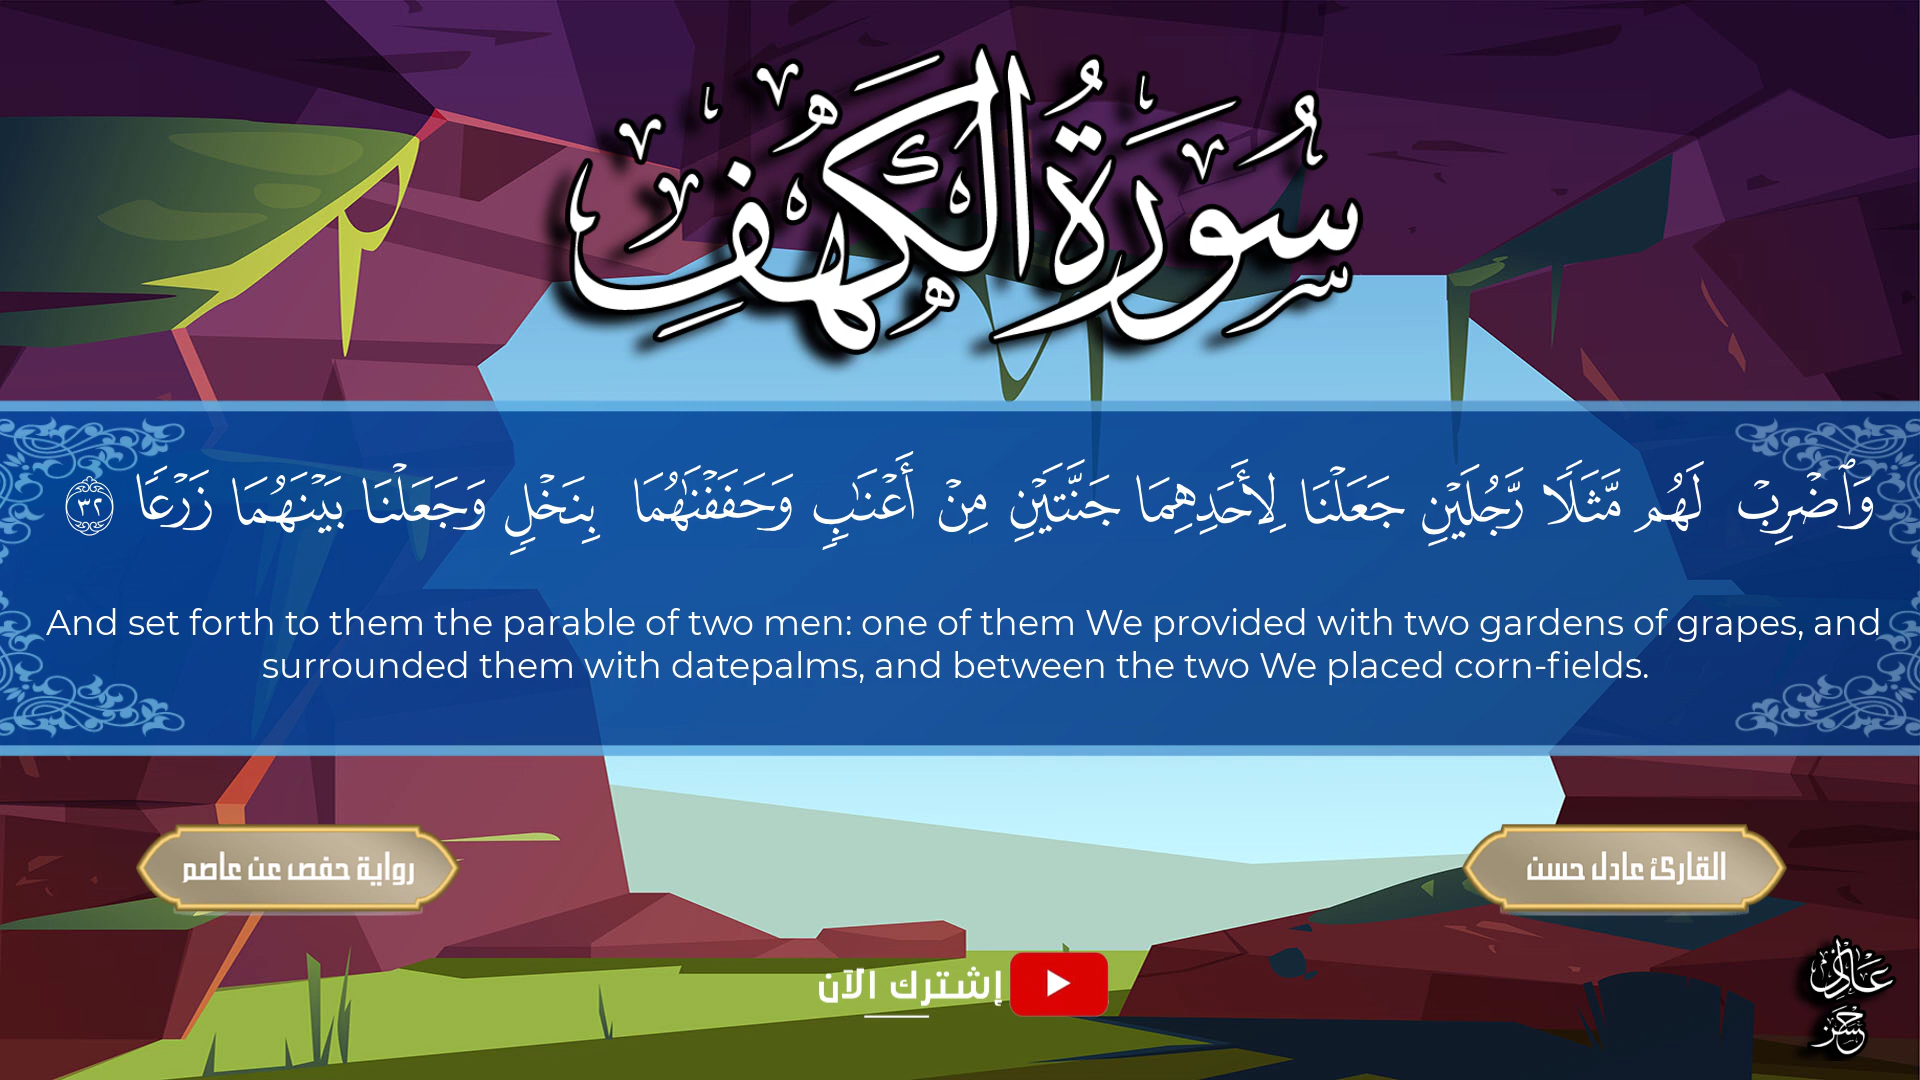 سُورَةُ الْكَهْفِ
وَٱضْرِبْ لَهُم مَّثَلًا رَّجُلَيْنِ جَعَلْنَا لِأَحَدِهِمَا جَنَّتَيْنِ مِنْ أَعْنَٰبٍ وَحَفَفْنَٰهُمَا بِنَخْلٍ وَجَعَلْنَا بَيْنَهُمَا زَرْعًا ٣٢
And set forth to them the parable of two men: one of them We provided with two gardens of grapes, and
surrounded them with datepalms, and between the two We placed corn-fields.
القارئ عادل حسن
رواية حفص عن عاصم
إشترك الآن
عادل
حسن